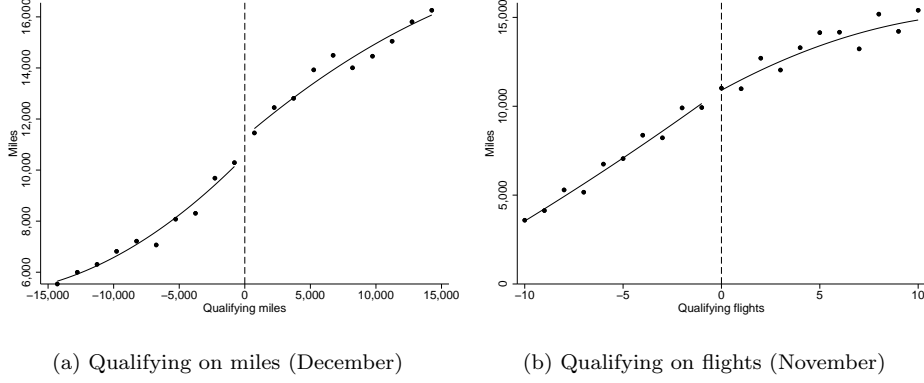 16,000
14,000
12,000
10,000
8,000
6,000
Miles
−15,000 −10,000 −5,000 0 5,000 10,000 15,000
Qualifying miles
(a) Qualifying on miles (December)
15,000
10,000
5,000
0
Miles
−10 −5 0 5 10
Qualifying flights
(b) Qualifying on flights (November)